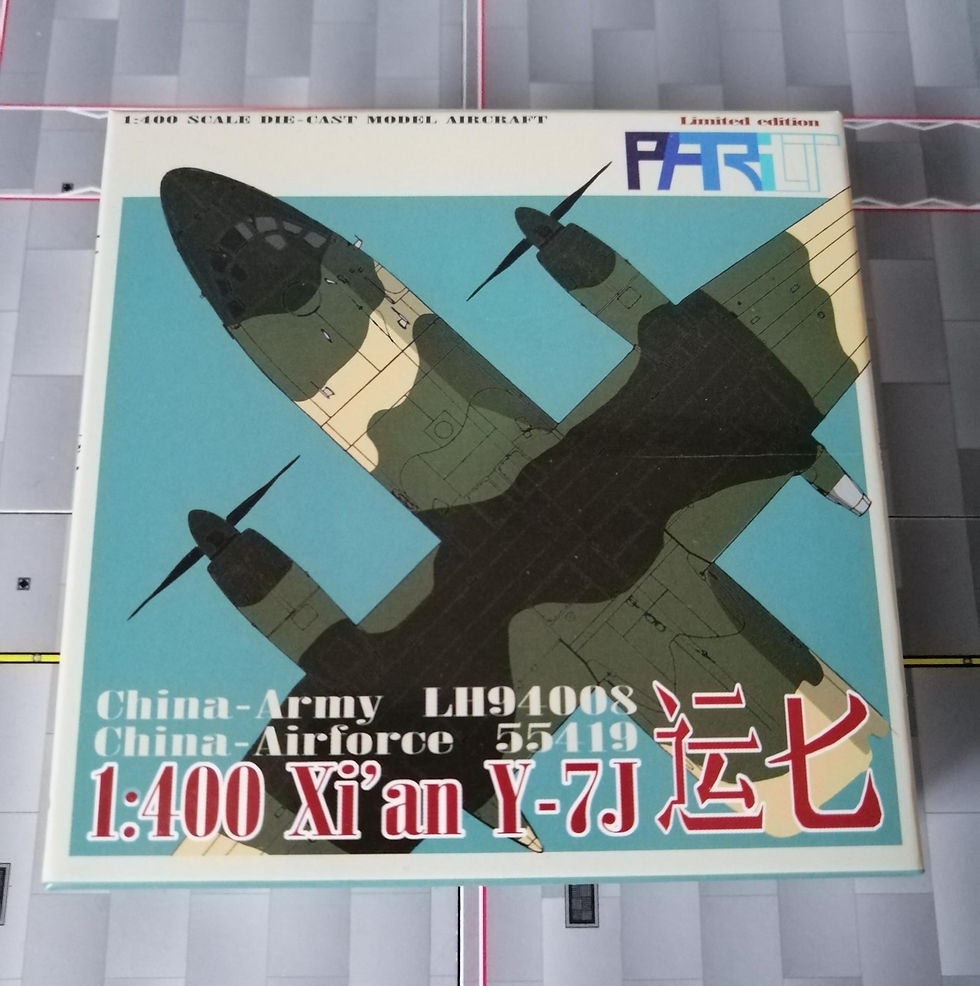 1:400 SCALE DIE-CAST MODEL AIRCRAFT
Limited edition
PATRiOT
China-Army LH94008
China-Airforce 55419
1:400 Xi'an Y-7J 运七